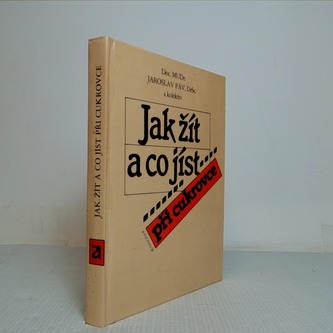 Doc. MUDr.
JAROSLAV PÁV, DrSc.
a kolektiv
Jak žít
a co jíst
při cukrovce
JAK ŽÍT A CO JÍST PŘI CUKROVCE